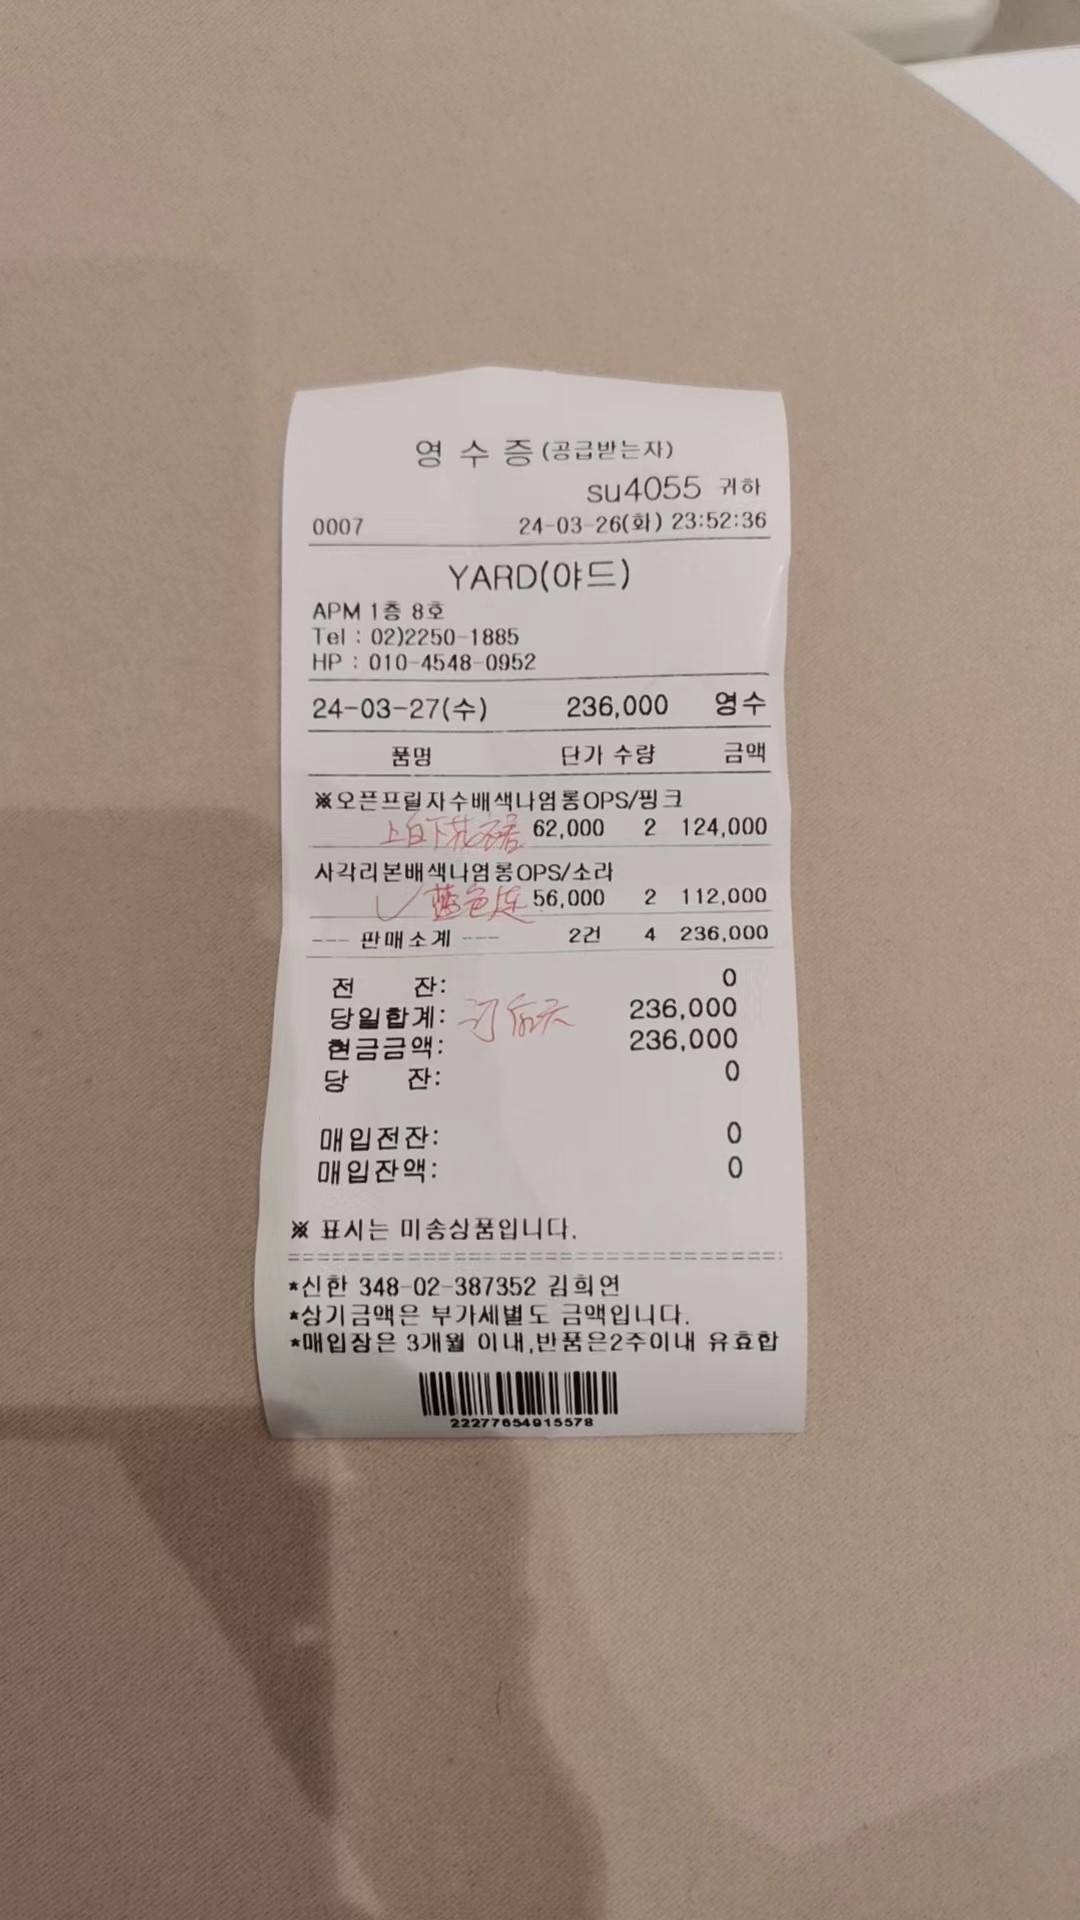 영 수 증(공급받는자)
su4055 귀하
0007 24-03-26(화) 23:52:36
YARD(야드)
APM 1층 8호
Tel : 02)2250-1885
HP : 010-4548-0952
24-03-27(수) 236,000 영수
품명 단가 수량 금액
※오픈프릴자수배색나염롱OPS/핑크
上白下花 62,000 2 124,000
사각리본배색나염롱OPS/소라
蓝色连 56,000 2 112,000
--- 판매소계 --- 2건 4 236,000
전 잔: 0
당일합계: 236,000
后天
현금금액: 236,000
당 잔: 0
매입전잔: 0
매입잔액: 0
※ 표시는 미송상품입니다.
*신한 348-02-387352 김희연
*상기금액은 부가세별도 금액입니다.
*매입장은 3개월 이내,반품은2주이내 유효합
22277654915578